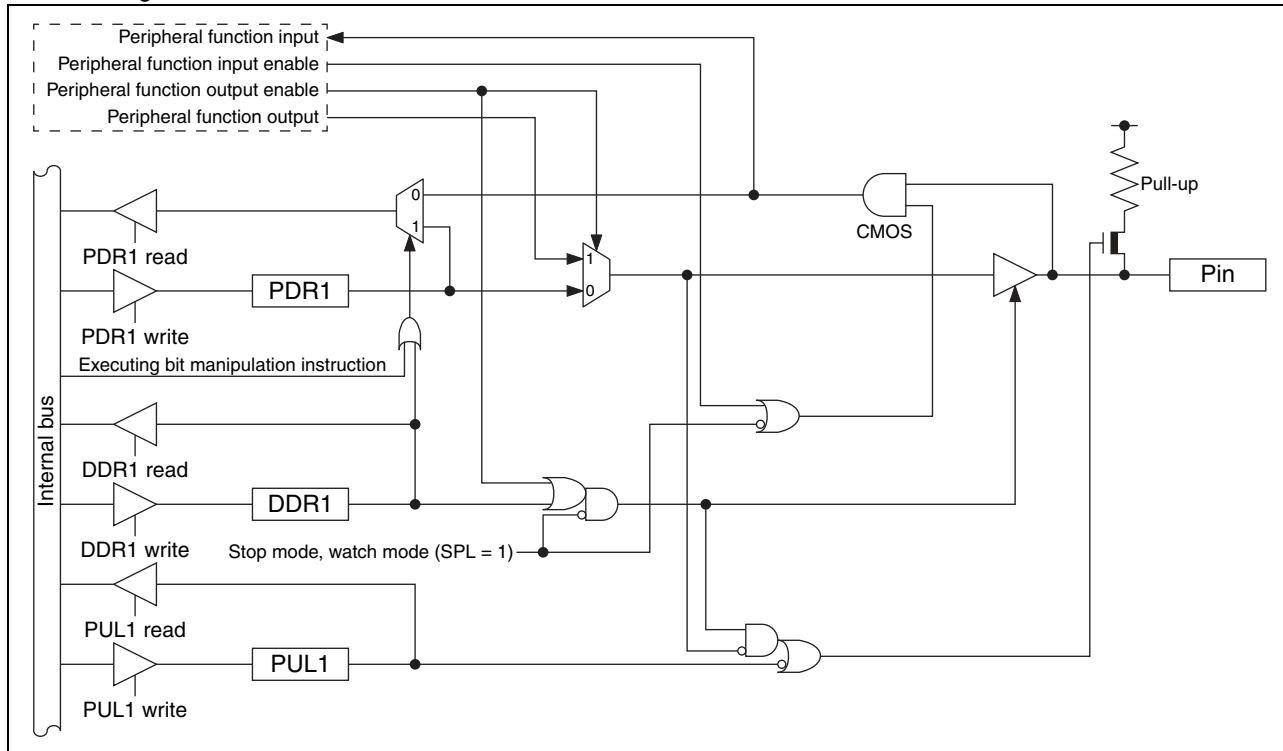 Peripheral function input
Peripheral function input enable
Peripheral function output enable
Peripheral function output
Pull-up
0
1
CMOS
PDR1 read
1
PDR1
0
Pin
PDR1 write
Executing bit manipulation instruction
Internal bus
DDR1 read
DDR1
DDR1 write
Stop mode, watch mode (SPL = 1)
PUL1 read
PUL1
PUL1 write